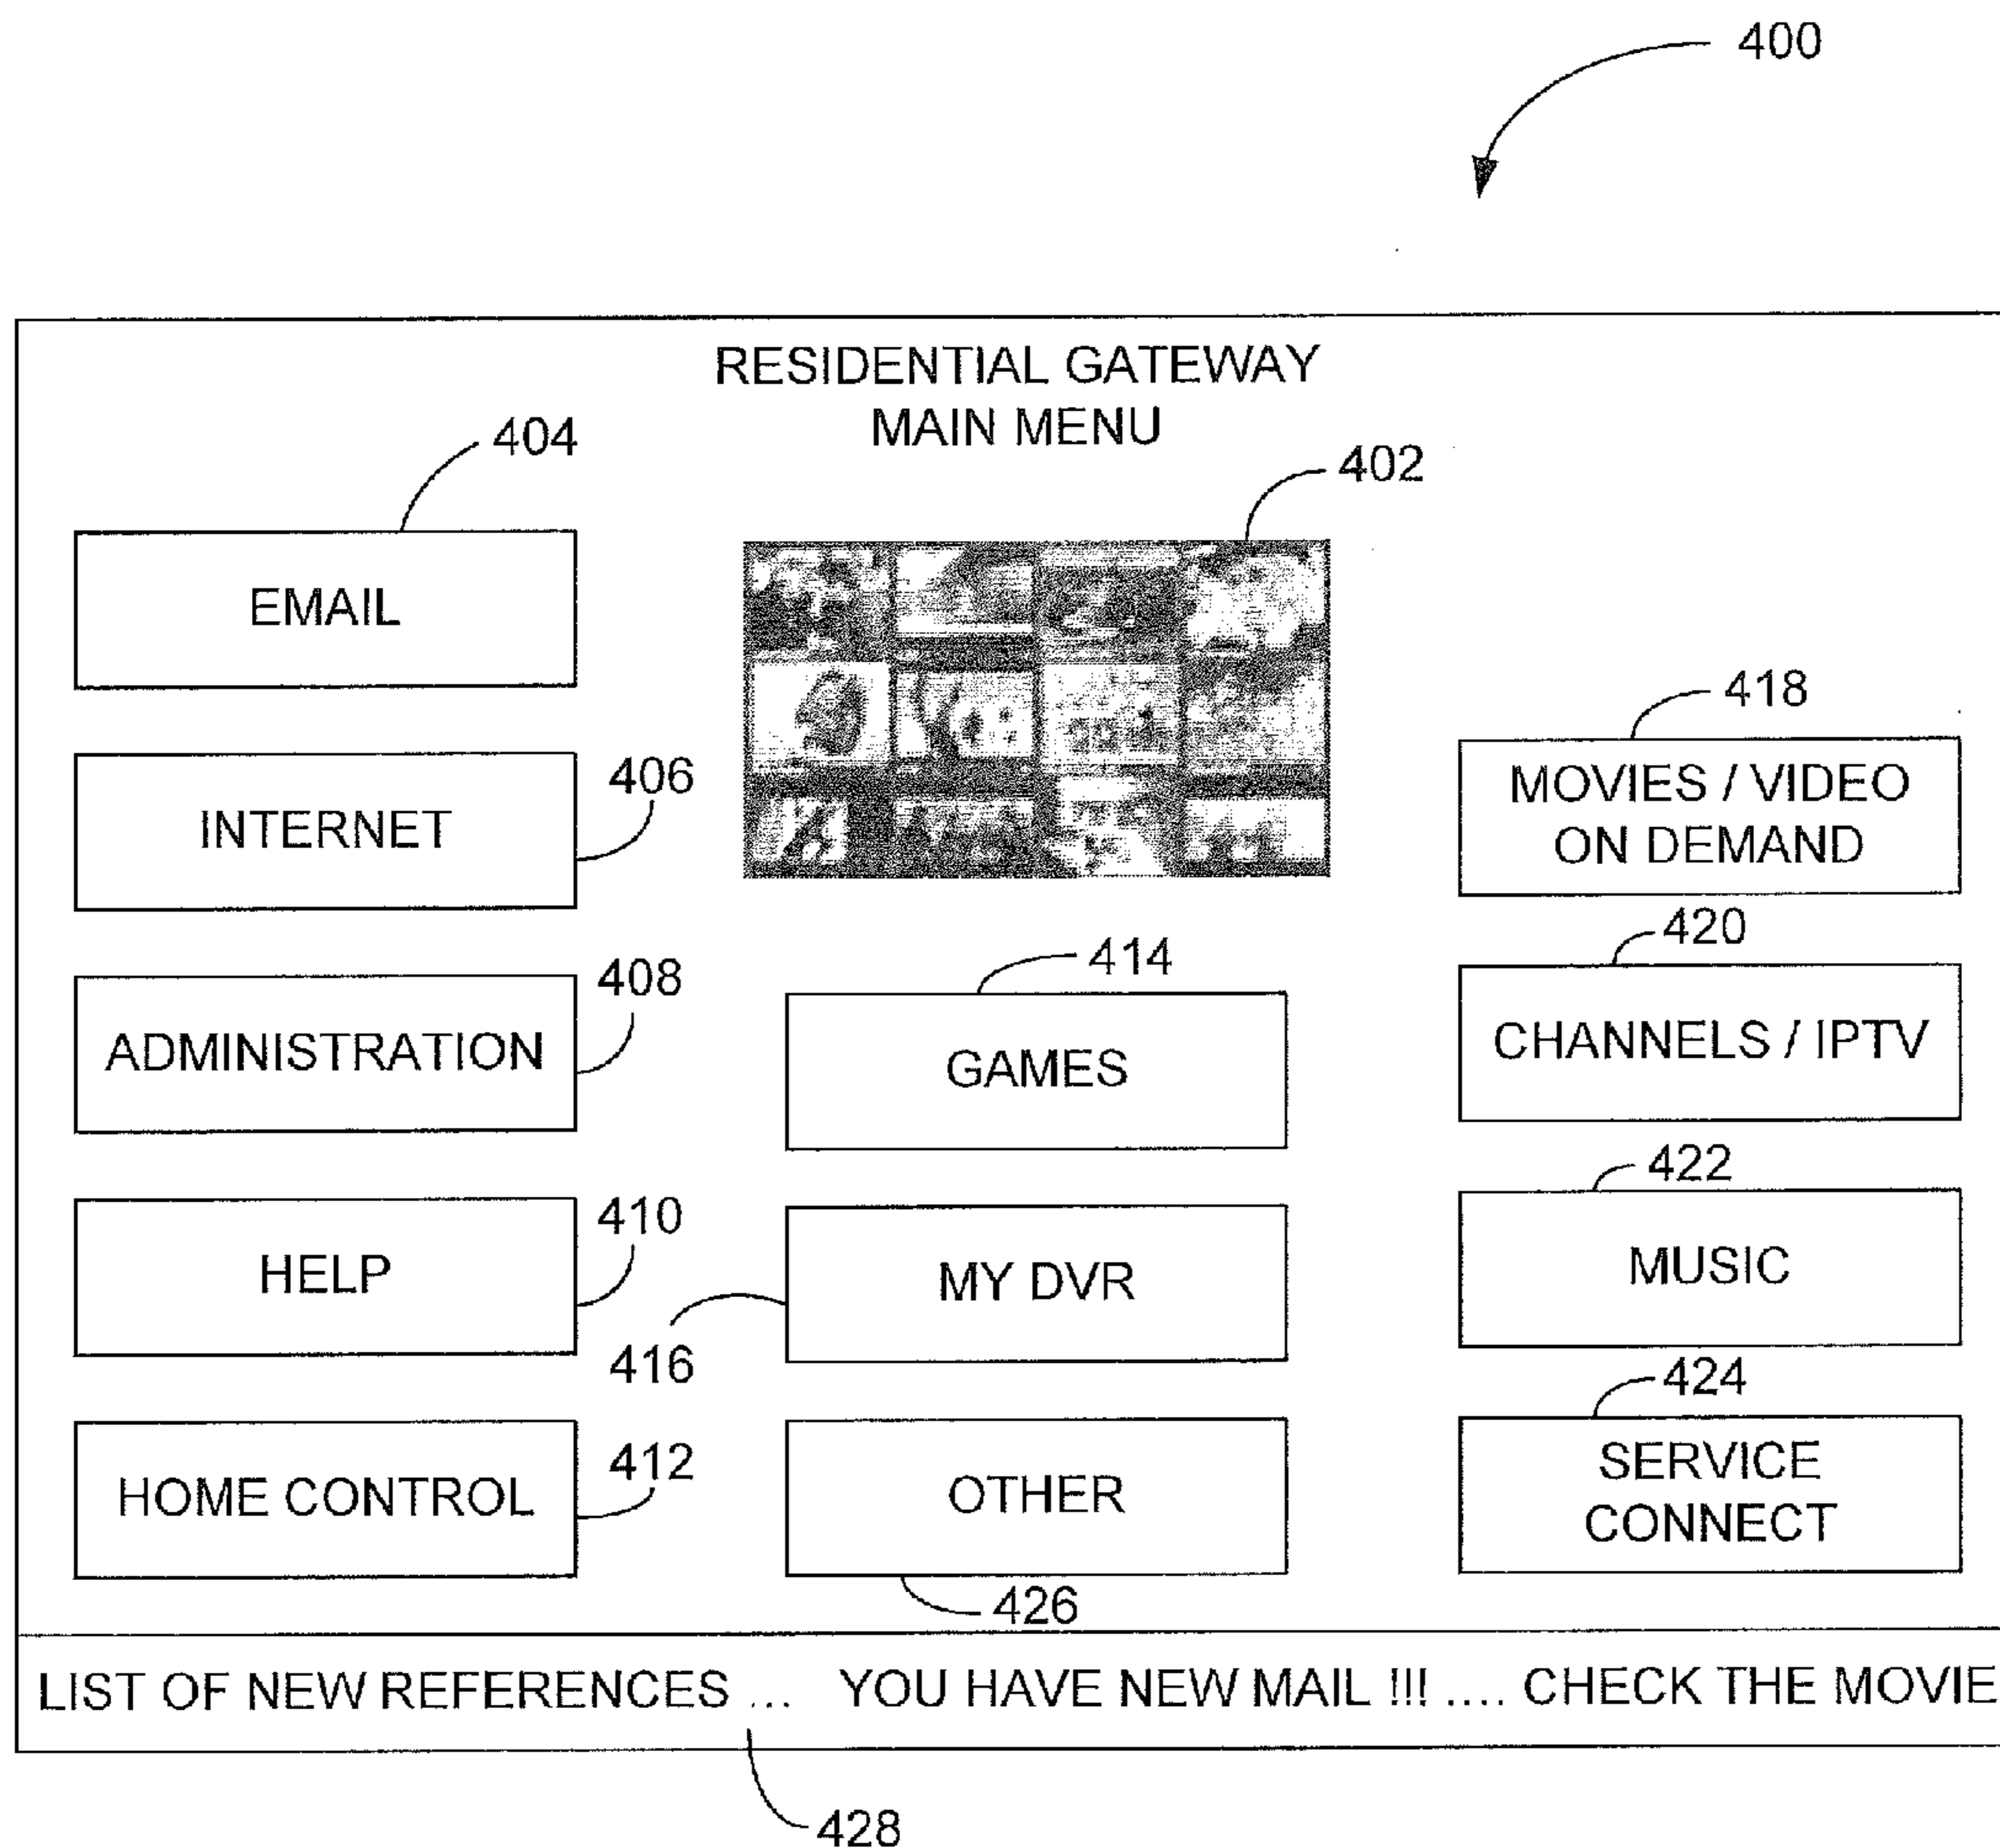 400
RESIDENTIAL GATEWAY
MAIN MENU
404
402
EMAIL
406
INTERNET
418
MOVIES / VIDEO
ON DEMAND
408
ADMINISTRATION
414
GAMES
420
CHANNELS / IPTV
410
HELP
416
MY DVR
422
MUSIC
412
HOME CONTROL
OTHER
426
424
SERVICE
CONNECT
LIST OF NEW REFERENCES ... YOU HAVE NEW MAIL !!! .... CHECK THE MOVIE
428